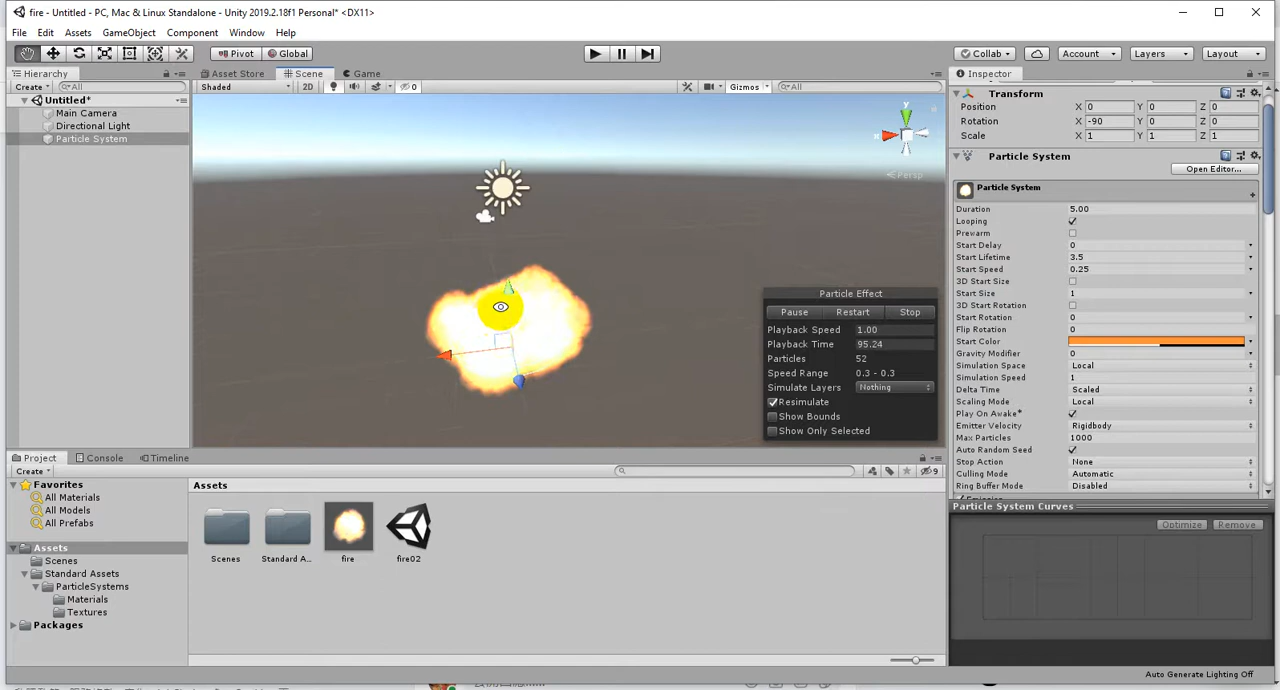 fire - Untitled - PC, Mac & Linux Standalone - Unity 2019.2.18f1 Personal* <DX11>
File Edit Assets GameObject Component Window Help
Pivot Global Collab Account Layers Layout
Hierarchy
Create All
Untitled*
Main Camera
Directional Light
Particle System
Asset Store Scene Game
Shaded 2D 0 Gizmos All
y
x
Persp
Particle Effect
Pause Restart Stop
Playback Speed 1.00
Playback Time 95.24
Particles 52
Speed Range 0.3 - 0.3
Simulate Layers Nothing
Resimulate
Show Bounds
Show Only Selected
Inspector
Transform
Position X 0 Y 0 Z 0
Rotation X -90 Y 0 Z 0
Scale X 1 Y 1 Z 1
Particle System
Open Editor...
Particle System
Duration 5.00
Looping
Prewarm
Start Delay 0
Start Lifetime 3.5
Start Speed 0.25
3D Start Size
Start Size 1
3D Start Rotation
Start Rotation 0
Flip Rotation 0
Start Color
Gravity Modifier 0
Simulation Space Local
Simulation Speed 1
Delta Time Scaled
Scaling Mode Local
Play On Awake*
Emitter Velocity Rigidbody
Max Particles 1000
Auto Random Seed
Stop Action None
Culling Mode Automatic
Ring Buffer Mode Disabled
Emission
Particle System Curves
Optimize Remove
Project Console Timeline
Create 9
Favorites
All Materials
All Models
All Prefabs
Assets
Scenes
Standard Assets
ParticleSystems
Materials
Textures
Packages
Assets
Scenes Standard A... fire fire02
Auto Generate Lighting Off